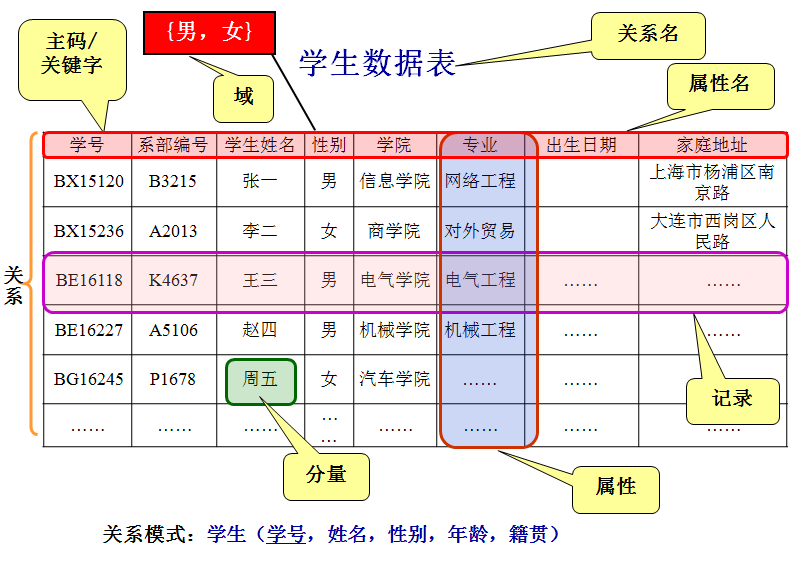 主码/
关键字
{男，女}
域
学生数据表
关系名
属性名
学号 系部编号 学生姓名 性别 学院 专业 出生日期 家庭地址
BX15120 B3215 张一 男 信息学院 网络工程 上海市杨浦区南
京路
BX15236 A2013 李二 女 商学院 对外贸易 大连市西岗区人
民路
BE16118 K4637 王三 男 电气学院 电气工程 …… ……
BE16227 A5106 赵四 男 机械学院 机械工程 …… ……
BG16245 P1678 周五 女 汽车学院 …… ……
…… …… …… …
… …… …… …… ……
关
系
记录
分量
属性
关系模式：学生（学号，姓名，性别，年龄，籍贯）